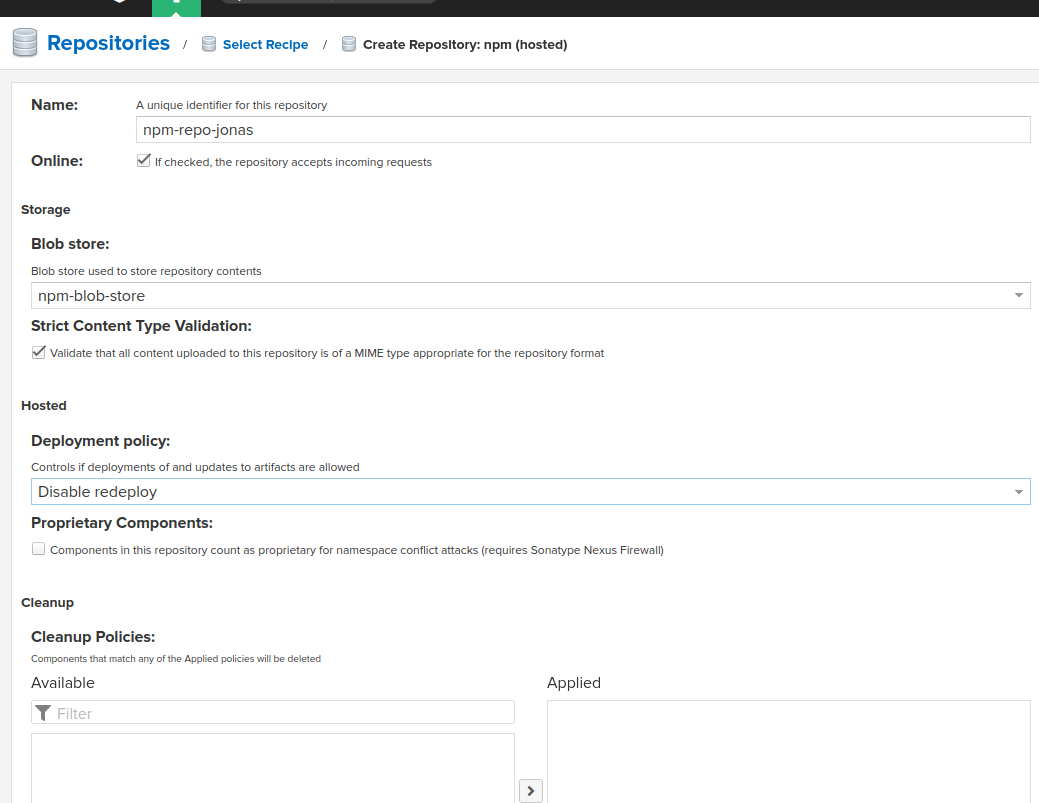 Repositories / Select Recipe / Create Repository: npm (hosted)
Name: A unique identifier for this repository
npm-repo-jonas
Online: If checked, the repository accepts incoming requests
Storage
Blob store:
Blob store used to store repository contents
npm-blob-store
Strict Content Type Validation:
Validate that all content uploaded to this repository is of a MIME type appropriate for the repository format
Hosted
Deployment policy:
Controls if deployments of and updates to artifacts are allowed
Disable redeploy
Proprietary Components:
Components in this repository count as proprietary for namespace conflict attacks (requires Sonatype Nexus Firewall)
Cleanup
Cleanup Policies:
Components that match any of the Applied policies will be deleted
Available Applied
Filter